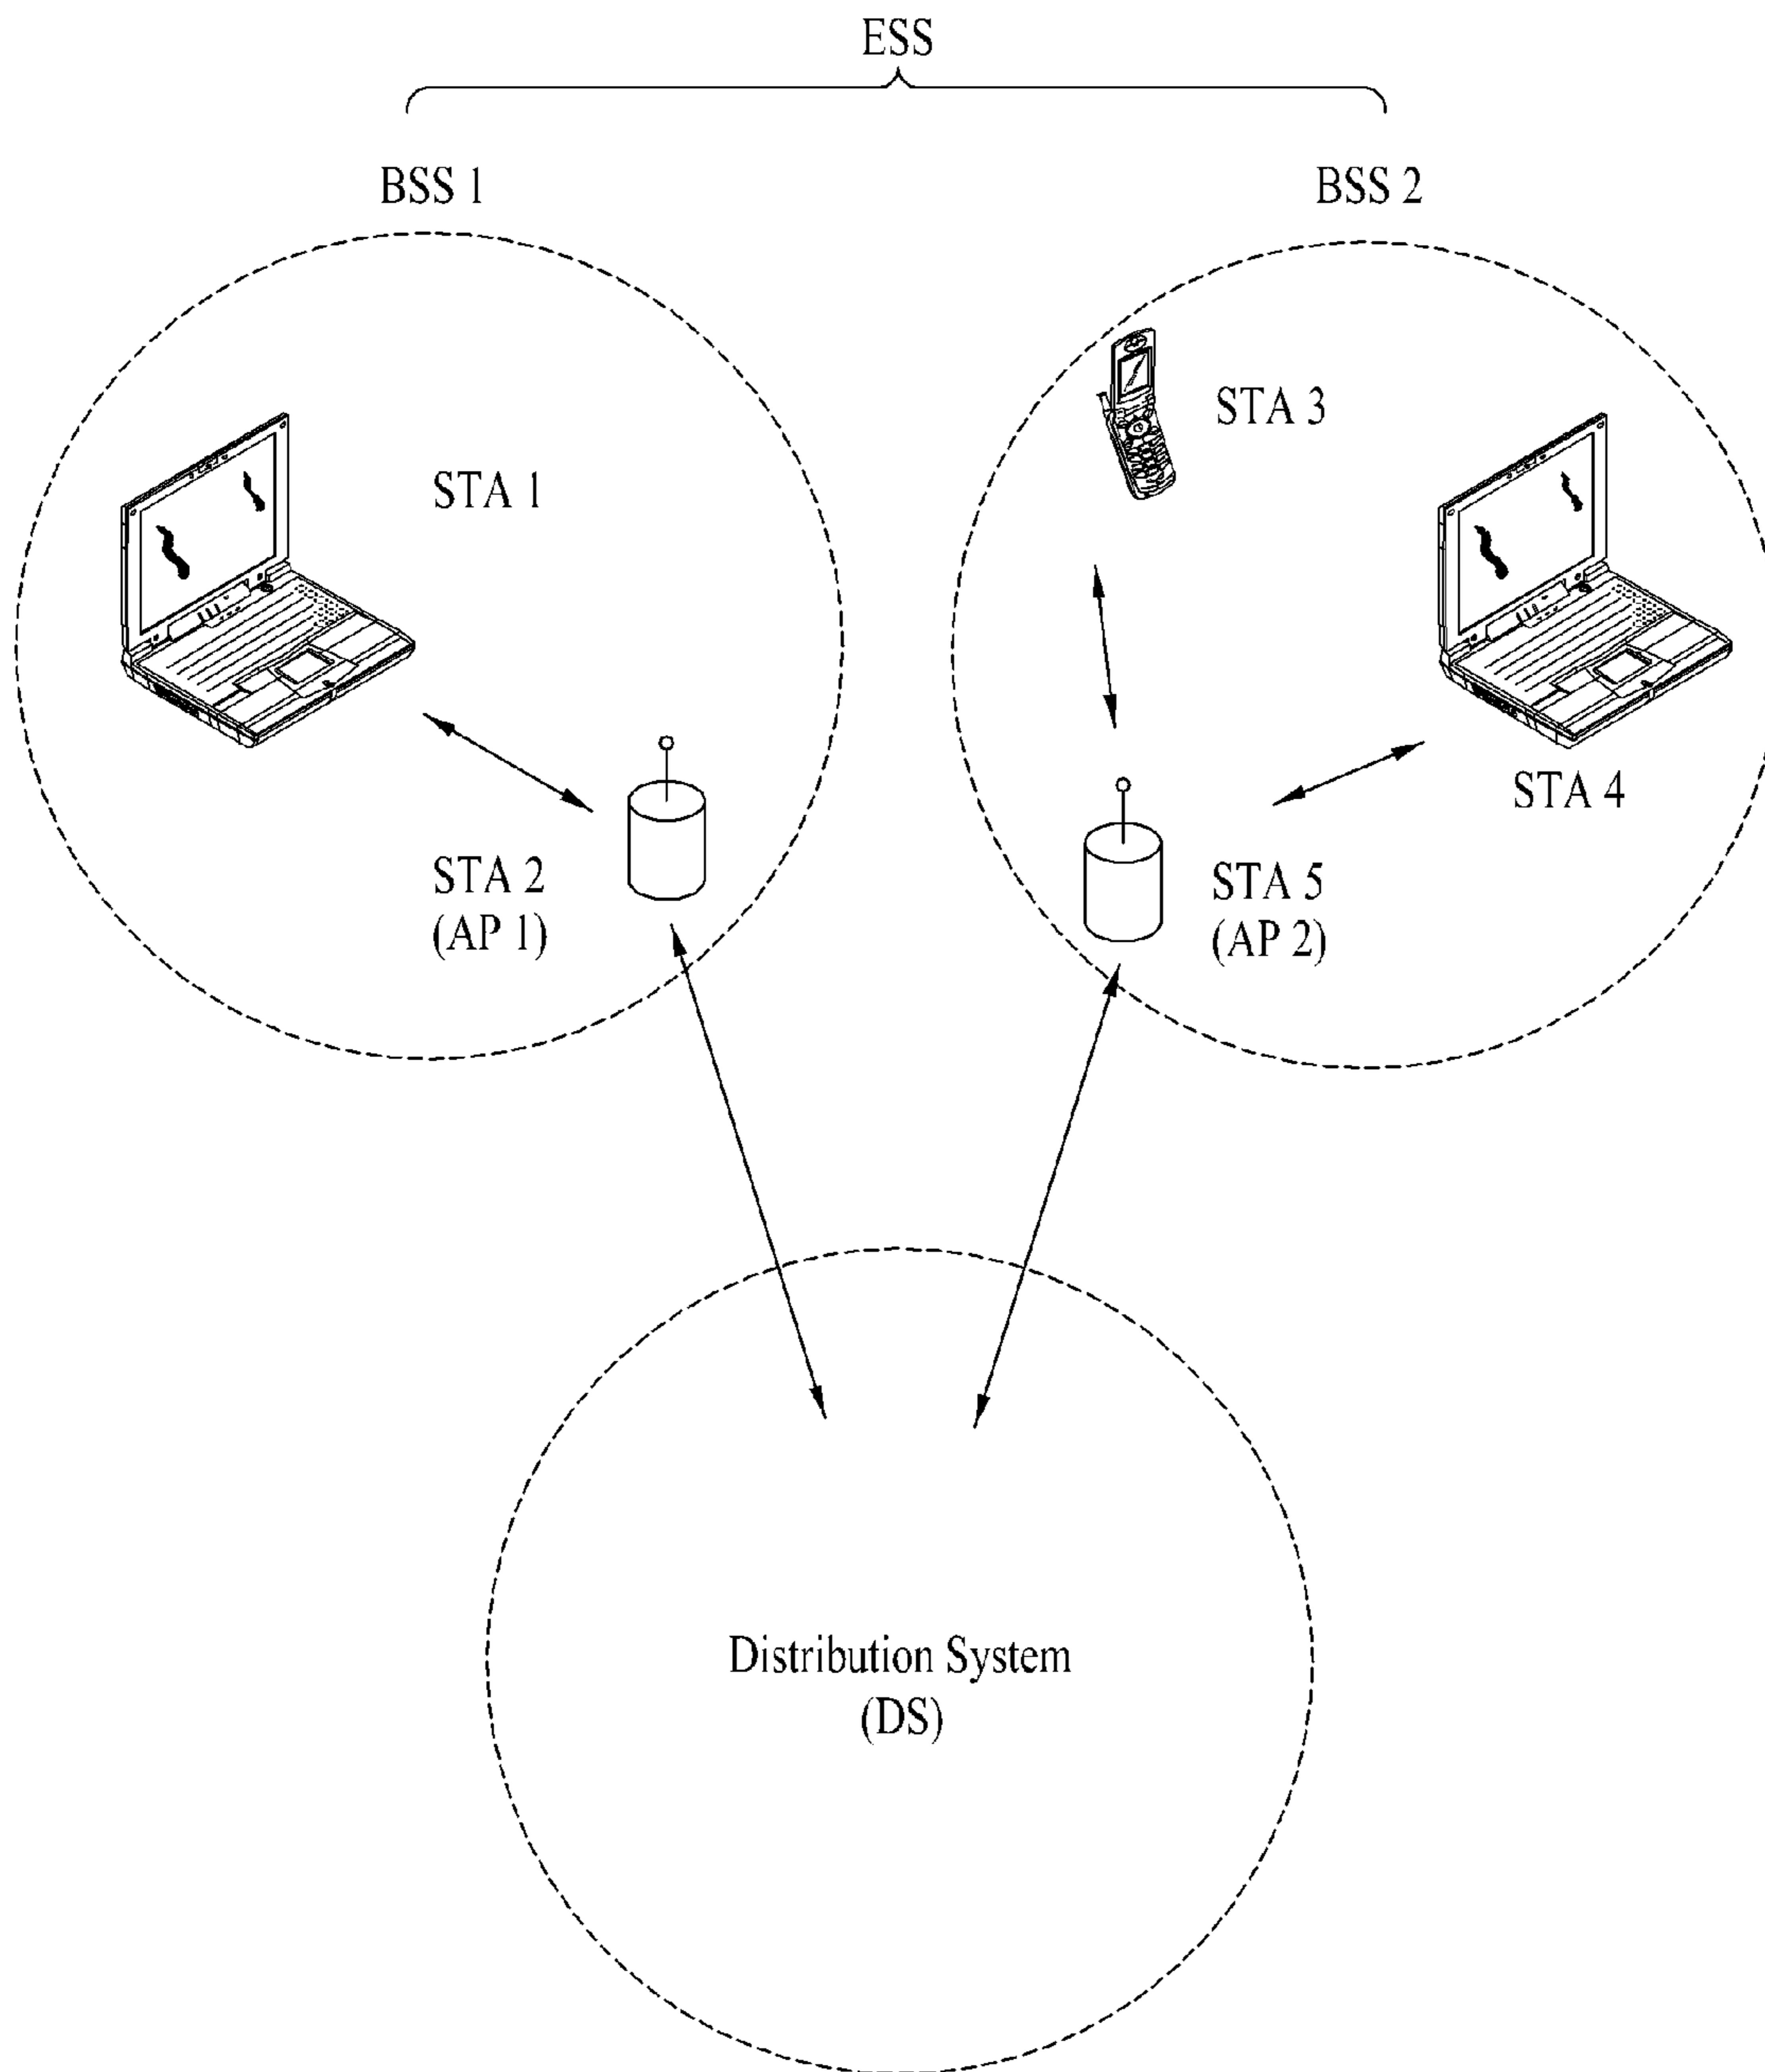 ESS
BSS 1
BSS 2
STA 3
STA 1
STA 4
STA 2
(AP 1)
STA 5
(AP 2)
Distribution System
(DS)